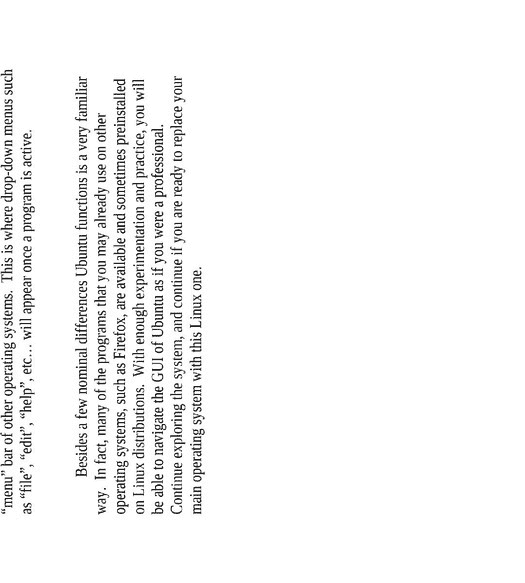 “menu” bar of other operating systems.  This is where drop-down menus such
as “file”, “edit”, “help”, etc… will appear once a program is active.
Besides a few nominal differences Ubuntu functions is a very familiar
way.  In fact, many of the programs that you may already use on other
operating systems, such as Firefox, are available and sometimes preinstalled
on Linux distributions.  With enough experimentation and practice, you will
be able to navigate the GUI of Ubuntu as if you were a professional.
Continue exploring the system, and continue if you are ready to replace your
main operating system with this Linux one.